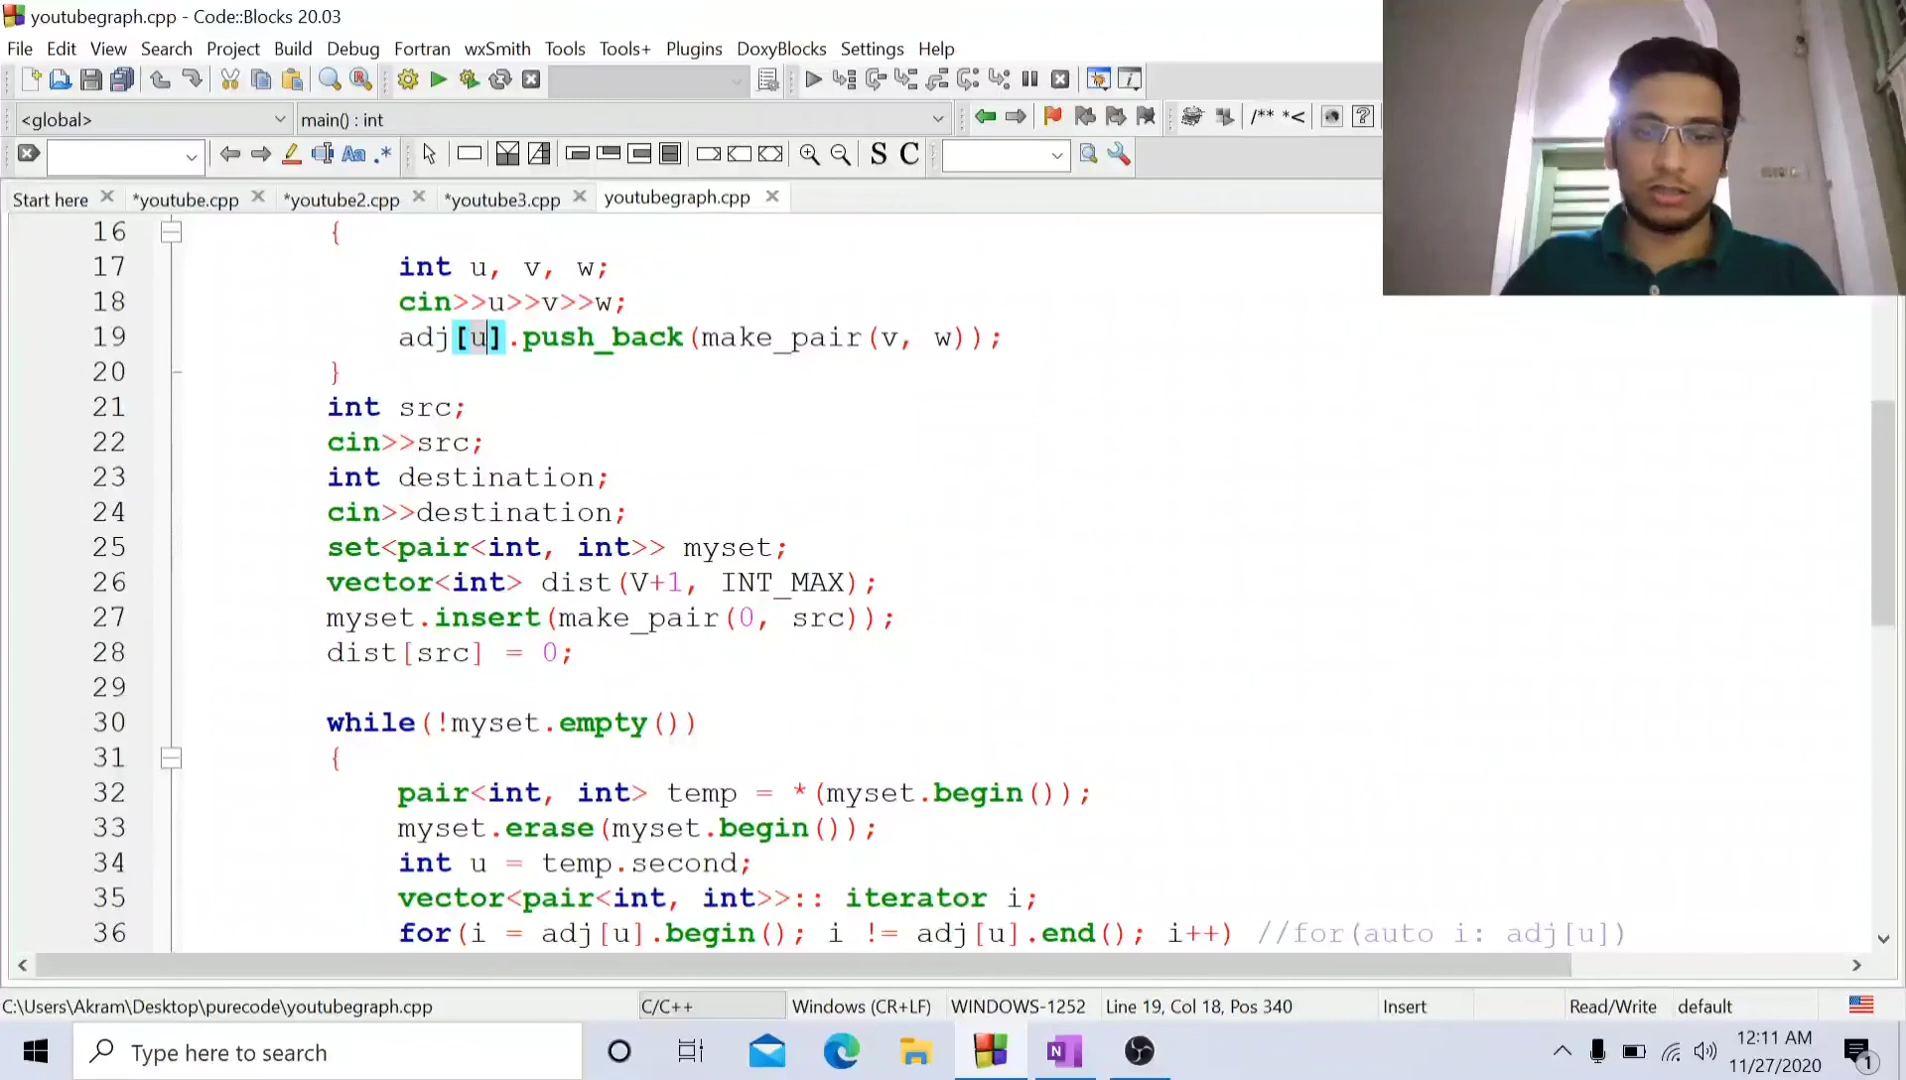 youtubegraph.cpp - Code::Blocks 20.03
File Edit View Search Project Build Debug Fortran wxSmith Tools Tools+ Plugins DoxyBlocks Settings Help
<global> main() : int /** *<
.* S C
Start here *youtube.cpp *youtube2.cpp *youtube3.cpp youtubegraph.cpp
16 {
17 int u, v, w;
18 cin>>u>>v>>w;
19 adj[u].push_back(make_pair(v, w));
20 }
21 int src;
22 cin>>src;
23 int destination;
24 cin>>destination;
25 set<pair<int, int>> myset;
26 vector<int> dist(V+1, INT_MAX);
27 myset.insert(make_pair(0, src));
28 dist[src] = 0;
29
30 while(!myset.empty())
31 {
32 pair<int, int> temp = *(myset.begin());
33 myset.erase(myset.begin());
34 int u = temp.second;
35 vector<pair<int, int>>:: iterator i;
36 for(i = adj[u].begin(); i != adj[u].end(); i++) //for(auto i: adj[u])
C:\Users\Akram\Desktop\purecode\youtubegraph.cpp C/C++ Windows (CR+LF) WINDOWS-1252 Line 19, Col 18, Pos 340 Insert Read/Write default
Type here to search
12:11 AM
11/27/2020
1